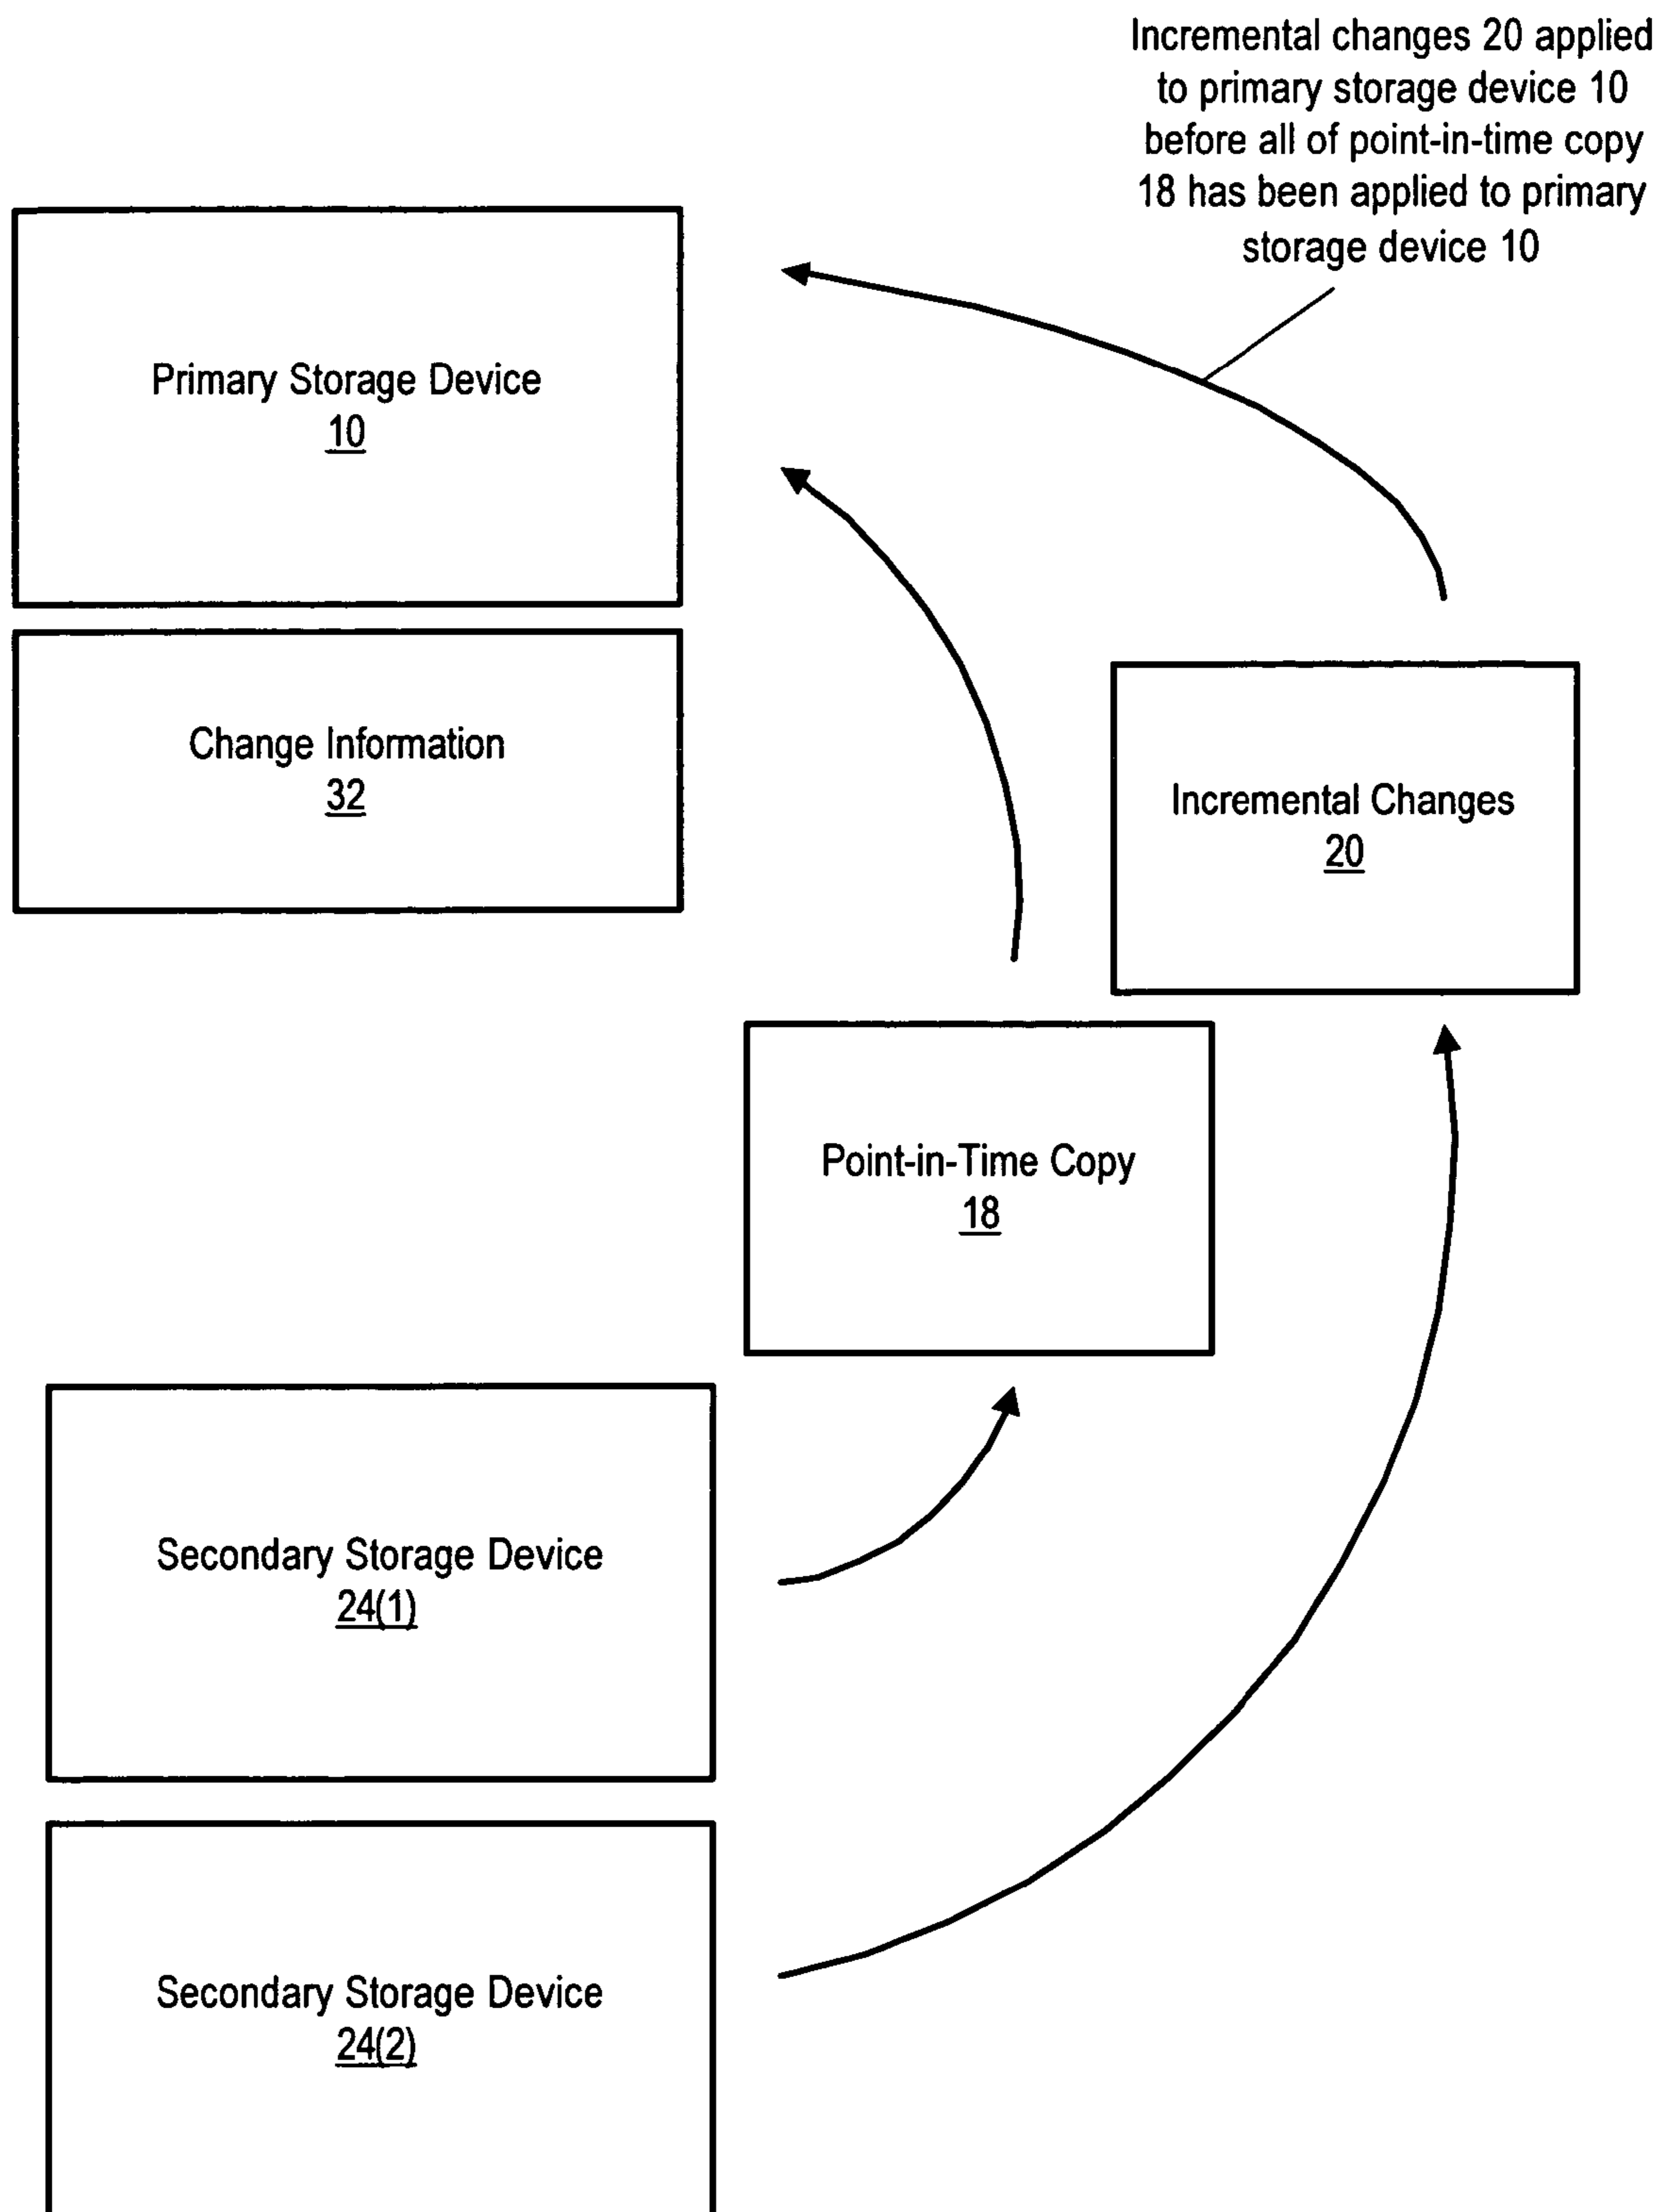 Incremental changes 20 applied
to primary storage device 10
before all of point-in-time copy
18 has been applied to primary
storage device 10
Primary Storage Device
10
Change Information
32
Incremental Changes
20
Point-in-Time Copy
18
Secondary Storage Device
24(1)
Secondary Storage Device
24(2)